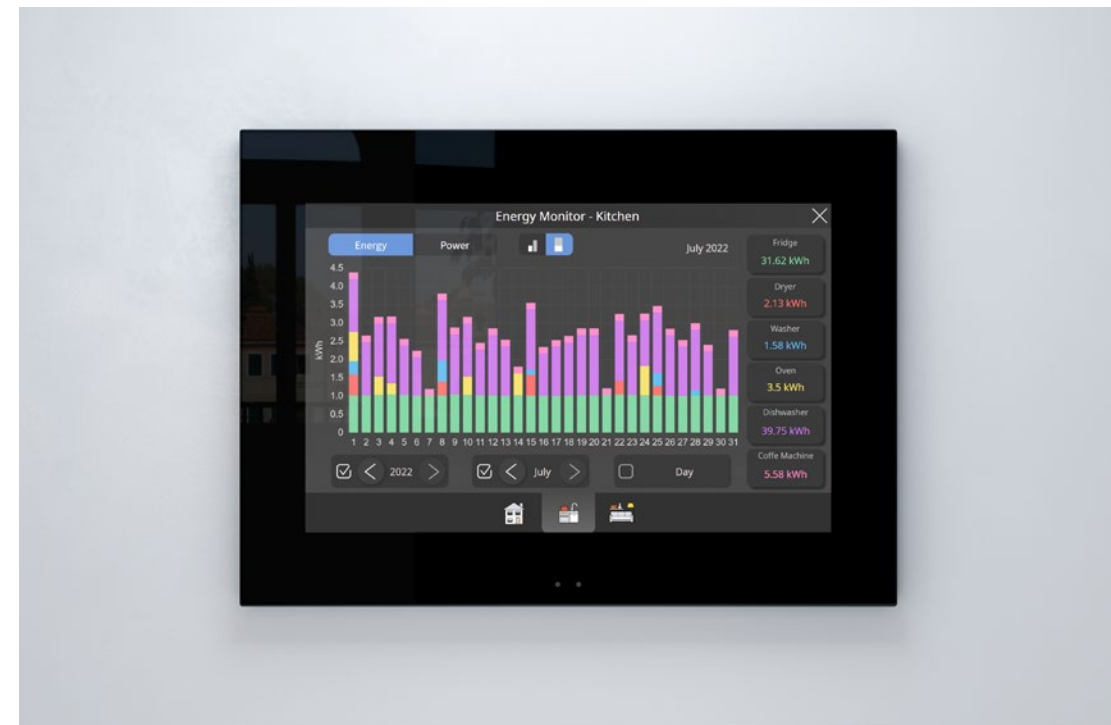 Energy Monitor - Kitchen
Energy
Power
July 2022
kWh
4.5
4.0
3.5
3.0
2.5
2.0
1.5
1.0
0.5
0
1 2 3 4 5 6 7 8 9 10 11 12 13 14 15 16 17 18 19 20 21 22 23 24 25 26 27 28 29 30 31
Fridge
31.62 kWh
Dryer
2.13 kWh
Washer
1.58 kWh
Oven
3.5 kWh
Dishwasher
39.75 kWh
Coffe Machine
5.58 kWh
2022
July
Day